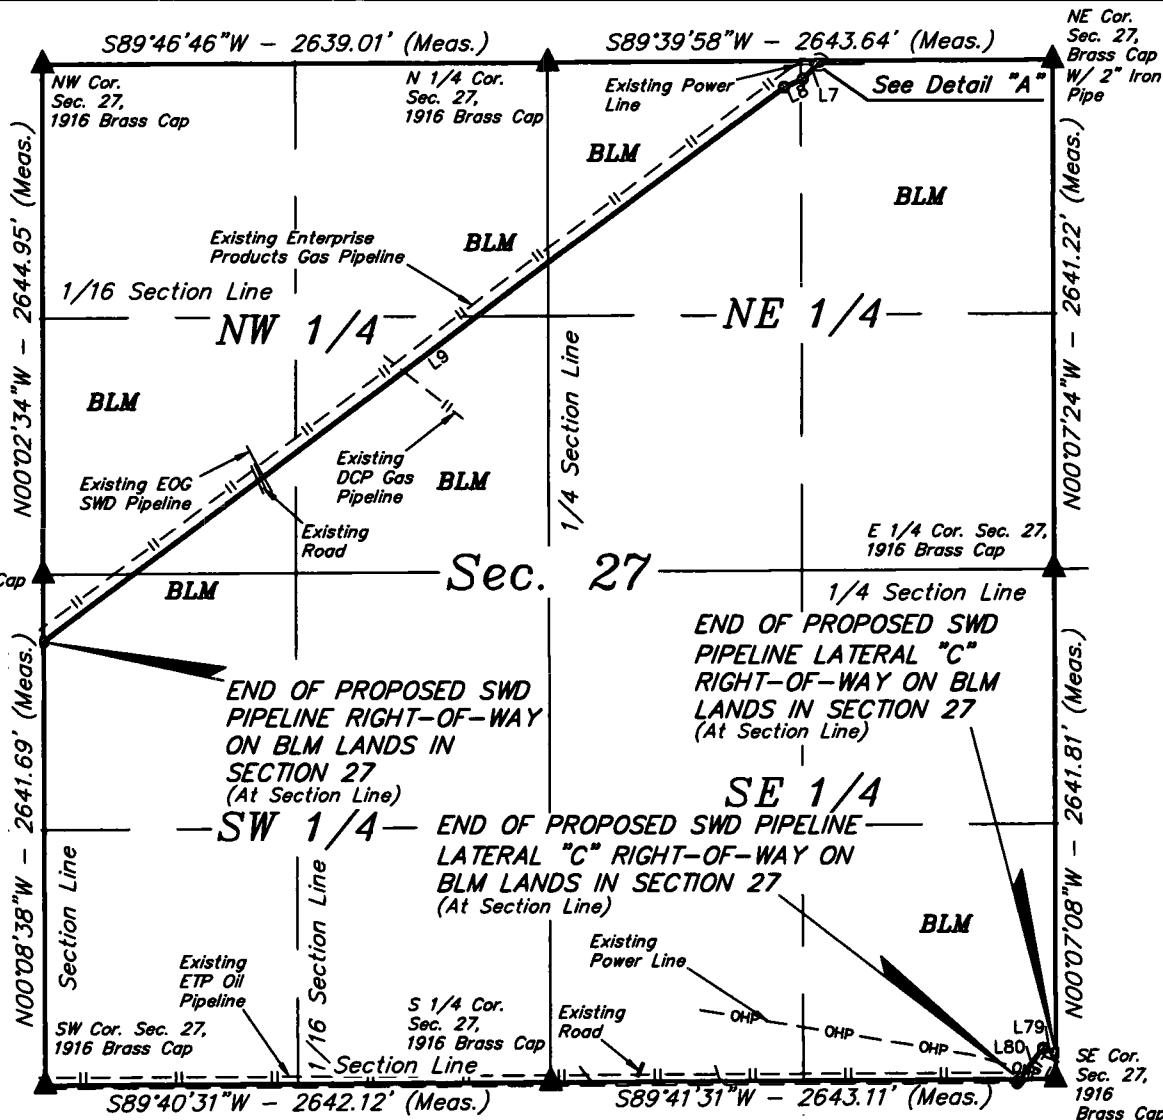 S89°46'46"W - 2639.01' (Meas.)
S89°39'58"W - 2643.64' (Meas.)
NE Cor.
Sec. 27,
Brass Cap
W/ 2" Iron
Pipe
NW Cor.
Sec. 27,
1916 Brass Cap
N 1/4 Cor.
Sec. 27,
1916 Brass Cap
Existing Power
Line
L8
L7
See Detail "A"
BLM
BLM
BLM
Existing Enterprise
Products Gas Pipeline
1/16 Section Line
NW 1/4
NE 1/4
N00°02'34"W - 2644.95' (Meas.)
N00°07'24"W - 2641.22' (Meas.)
1/4 Section Line
L9
BLM
Existing EOG
SWD Pipeline
Existing
DCP Gas
Pipeline
BLM
Existing
Road
E 1/4 Cor. Sec. 27,
1916 Brass Cap
Cap
BLM
Sec. 27
1/4 Section Line
END OF PROPOSED SWD
PIPELINE LATERAL "C"
RIGHT-OF-WAY ON BLM
LANDS IN SECTION 27
(At Section Line)
END OF PROPOSED SWD
PIPELINE RIGHT-OF-WAY
ON BLM LANDS IN
SECTION 27
(At Section Line)
N00°08'38"W - 2641.69' (Meas.)
N00°07'08"W - 2641.81' (Meas.)
SW 1/4
SE 1/4
END OF PROPOSED SWD PIPELINE
LATERAL "C" RIGHT-OF-WAY ON
BLM LANDS IN SECTION 27
(At Section Line)
Section Line
1/16 Section Line
BLM
Existing
ETP Oil
Pipeline
Existing
Power Line
OHP
OHP
OHP
Existing
Road
L79
L80
SW Cor. Sec. 27,
1916 Brass Cap
S 1/4 Cor.
Sec. 27,
1916 Brass Cap
Section Line
SE Cor.
Sec. 27,
1916
Brass Cap
S89°40'31"W - 2642.12' (Meas.)
S89°41'31"W - 2643.11' (Meas.)